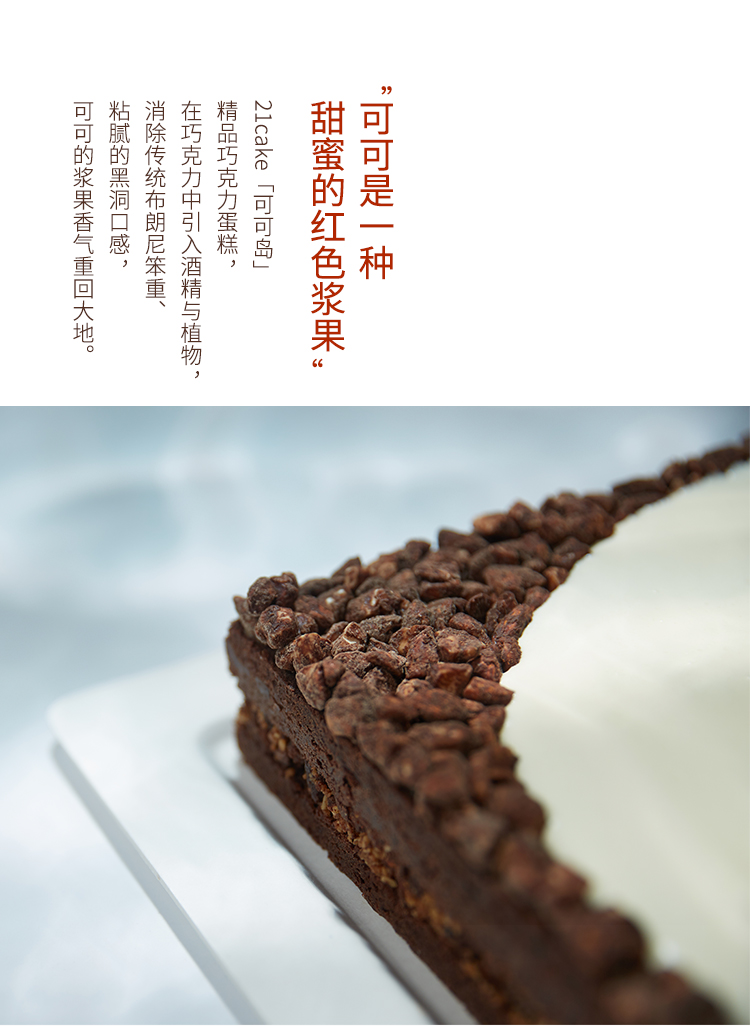 ”可可是一种
甜蜜的红色浆果“
21cake「可可岛」
精品巧克力蛋糕，
在巧克力中引入酒精与植物，
消除传统布朗尼笨重、
粘腻的黑洞口感，
可可的浆果香气重回大地。